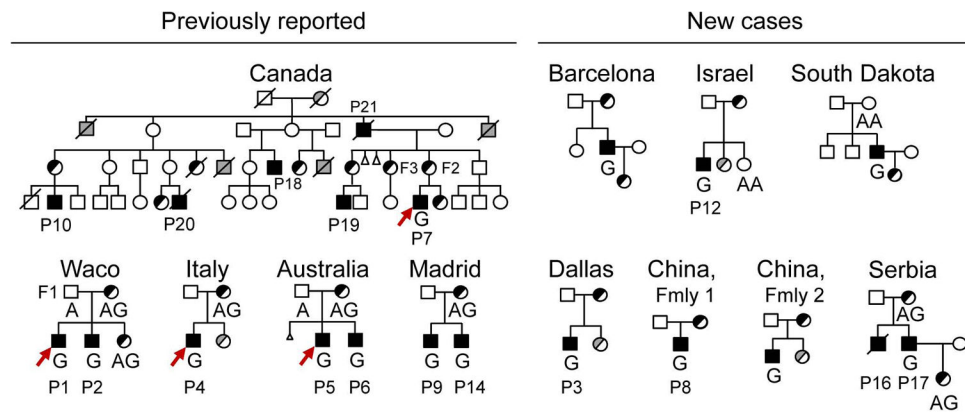 Previously reported
New cases
Canada
P21
F3
F2
P18
P10
P20
P19
G
P7
Barcelona
G
Israel
G
AA
P12
South Dakota
AA
G
Waco
F1
A
AG
G
G
AG
P1
P2
Italy
AG
G
P4
Australia
A
AG
G
G
P5
P6
Madrid
AG
G
G
P9
P14
Dallas
G
P3
China,
Fmly 1
G
P8
China,
Fmly 2
G
Serbia
AG
G
P16
P17
AG